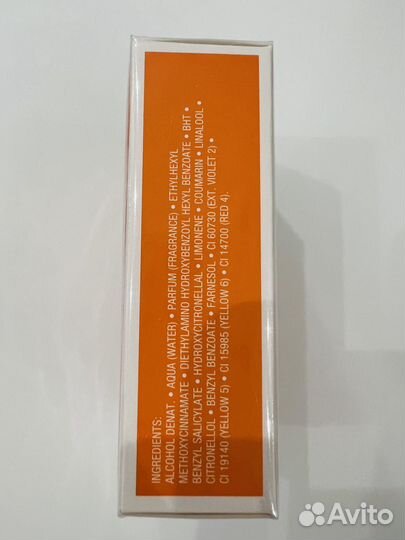 INGREDIENTS:
ALCOHOL DENAT. • AQUA (WATER) • PARFUM (FRAGRANCE) • ETHYLHEXYL
METHOXYCINNAMATE • DIETHYLAMINO HYDROXYBENZOYL HEXYL BENZOATE • BHT •
BENZYL SALICYLATE • HYDROXYCITRONELLAL • LIMONENE • COUMARIN • LINALOOL •
CITRONELLOL • BENZYL BENZOATE • FARNESOL • CI 60730 (EXT. VIOLET 2) •
CI 19140 (YELLOW 5) • CI 15985 (YELLOW 6) • CI 14700 (RED 4).
Avito